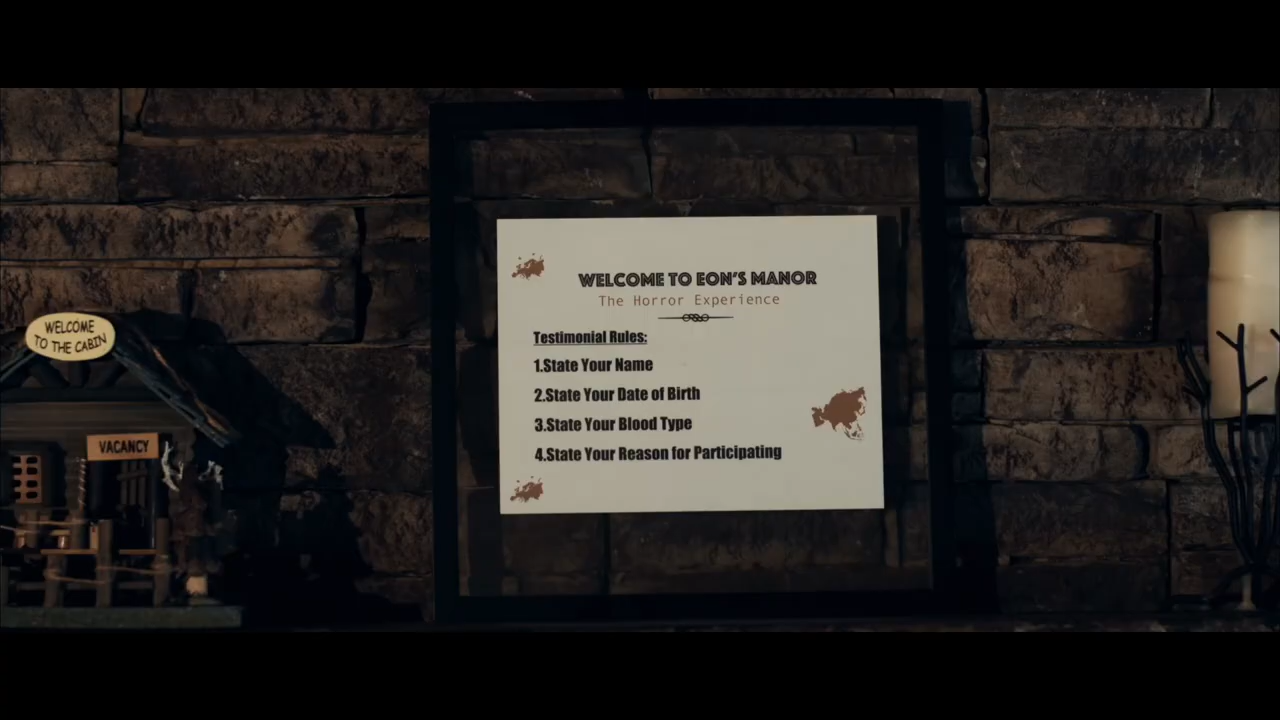 WELCOME TO EON'S MANOR
The Horror Experience
Testimonial Rules:
1.State Your Name
2.State Your Date of Birth
3.State Your Blood Type
4.State Your Reason for Participating
WELCOME
TO THE CABIN
VACANCY